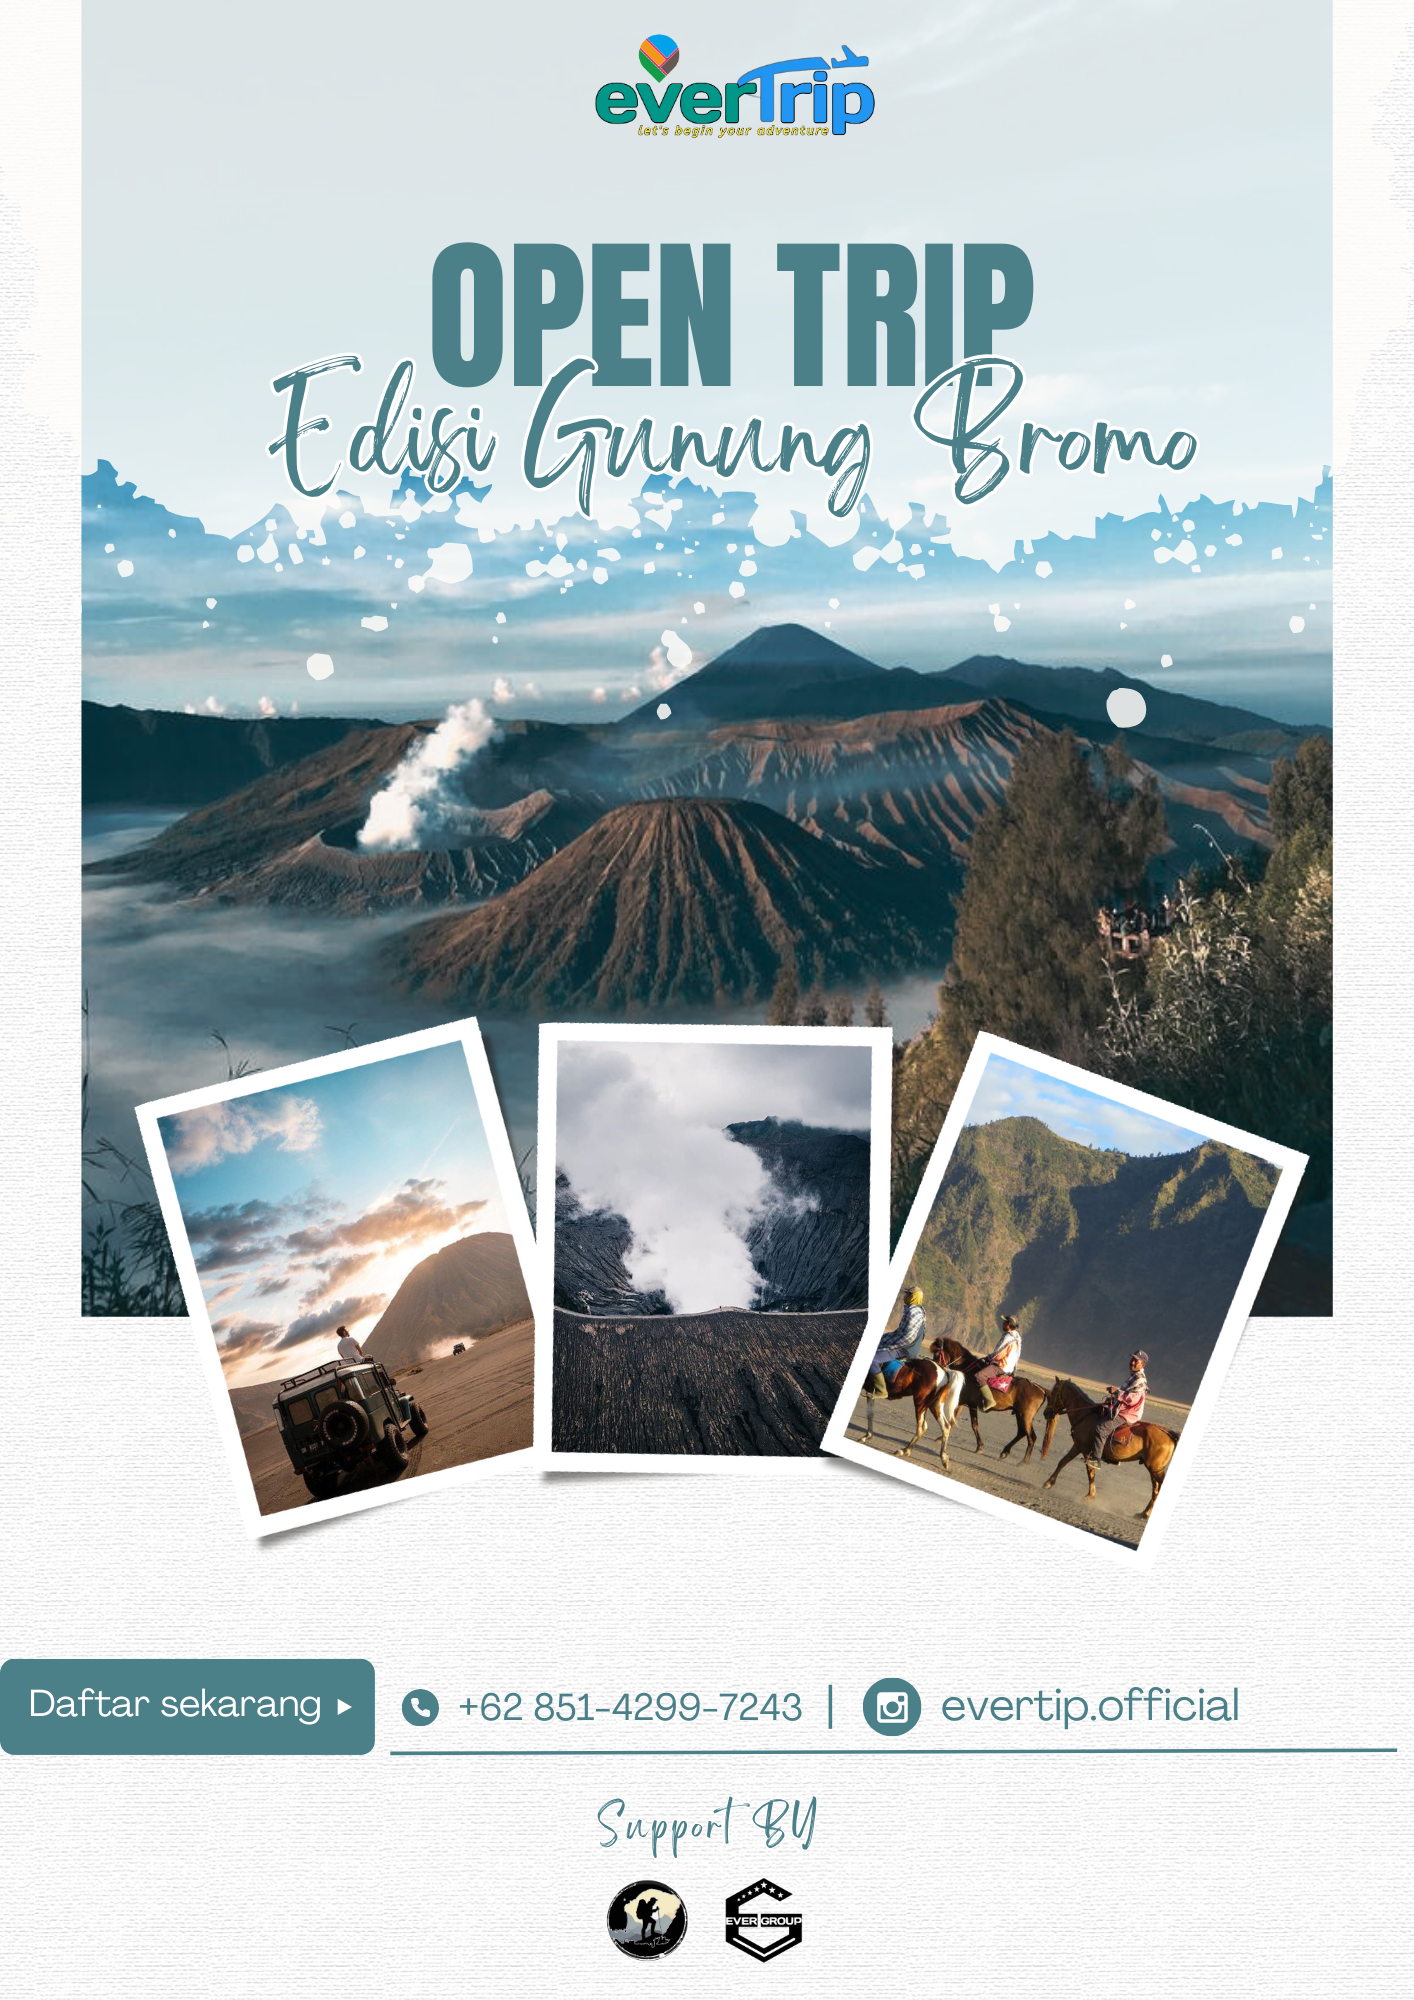 everTrip
let's begin your adventure
OPEN TRIP
Edisi Gunung Bromo
Daftar sekarang
+62 851-4299-7243 | evertip.official
Support BY
EVER GROUP